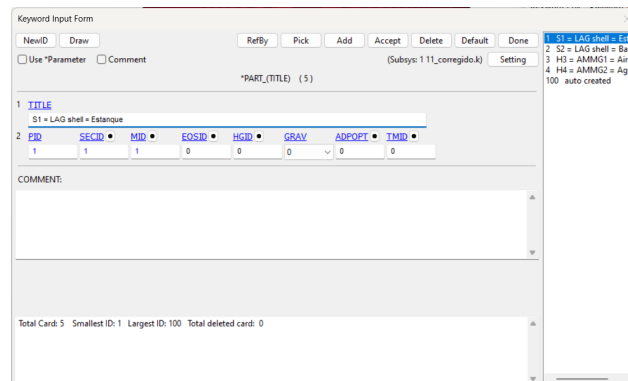 Keyword Input Form
NewID Draw RefBy Pick Add Accept Delete Default Done
Use *Parameter Comment (Subsys: 1 11_corregido.k) Setting
*PART_(TITLE) (5)
1 TITLE
S1 = LAG shell = Estanque
2 PID SECID MID EOSID HGID GRAV ADPOPT TMID
1 1 1 0 0 0 0 0
COMMENT:
Total Card: 5 Smallest ID: 1 Largest ID: 100 Total deleted card: 0
1 S1 = LAG shell = Est
2 S2 = LAG shell = Ba
3 H3 = AMMG1 = Air
4 H4 = AMMG2 = Ag
100 auto created